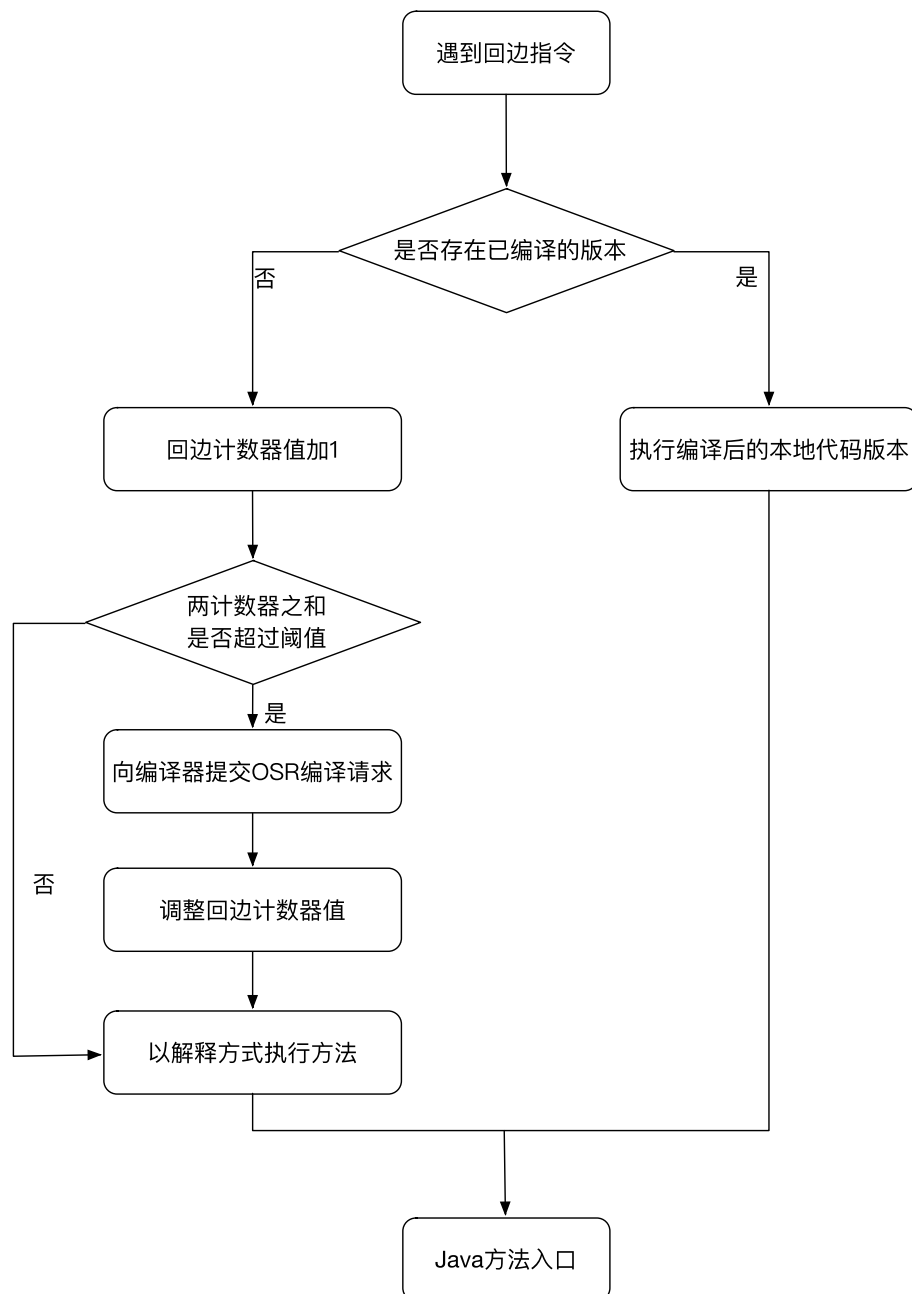 遇到回边指令
是否存在已编译的版本
否
是
回边计数器值加1
执行编译后的本地代码版本
两计数器之和
是否超过阈值
是
向编译器提交OSR编译请求
否
调整回边计数器值
以解释方式执行方法
Java方法入口